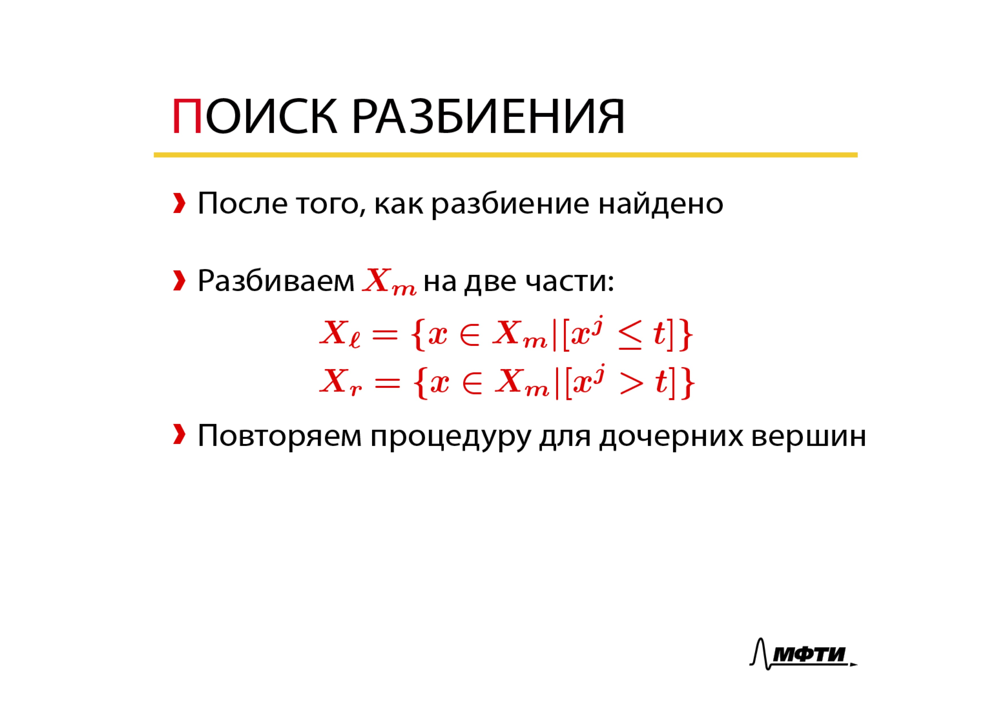 ПОИСК РАЗБИЕНИЯ
После того, как разбиение найдено
Разбиваем $X_m$ на две части:
$X_\ell = \{x \in X_m | [x^j \leq t]\}$
$X_r = \{x \in X_m | [x^j > t]\}$
Повторяем процедуру для дочерних вершин
МФТИ